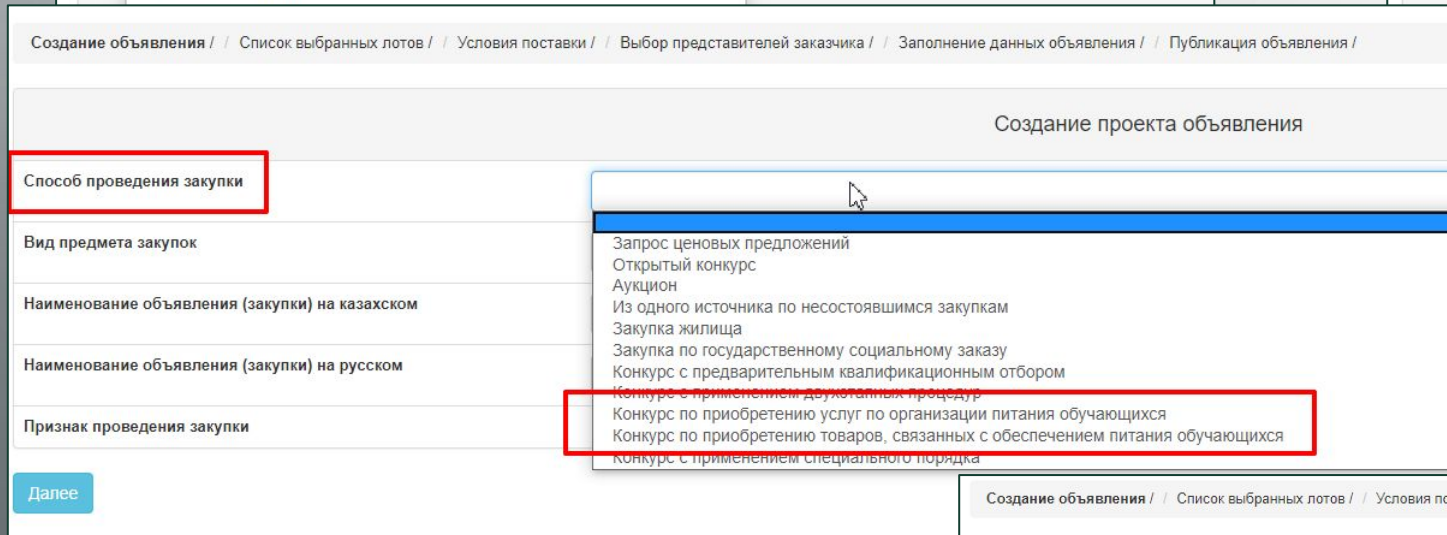 Создание объявления / / Список выбранных лотов / / Условия поставки / / Выбор представителей заказчика / / Заполнение данных объявления / / Публикация объявления /
Создание проекта объявления
Способ проведения закупки
Вид предмета закупок
Наименование объявления (закупки) на казахском
Наименование объявления (закупки) на русском
Признак проведения закупки
Запрос ценовых предложений
Открытый конкурс
Аукцион
Из одного источника по несостоявшимся закупкам
Закупка жилища
Закупка по государственному социальному заказу
Конкурс с предварительным квалификационным отбором
Конкурс с применением двухэтапных процедур
Конкурс по приобретению услуг по организации питания обучающихся
Конкурс по приобретению товаров, связанных с обеспечением питания обучающихся
Конкурс с применением специального порядка
Далее
Создание объявления / / Список выбранных лотов / / Условия по